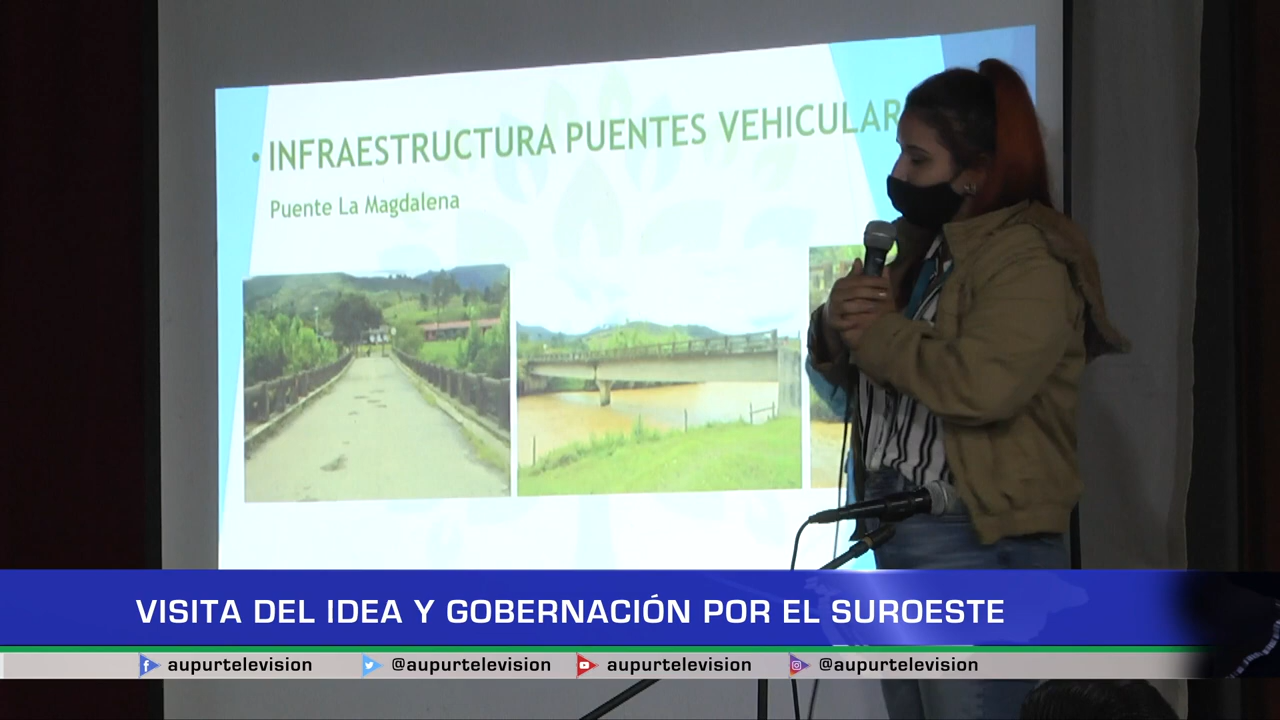 • INFRAESTRUCTURA PUENTES VEHICULAR
Puente La Magdalena
VISITA DEL IDEA Y GOBERNACIÓN POR EL SUROESTE
aupurtelevision @aupurtelevision aupurtelevision @aupurtelevision